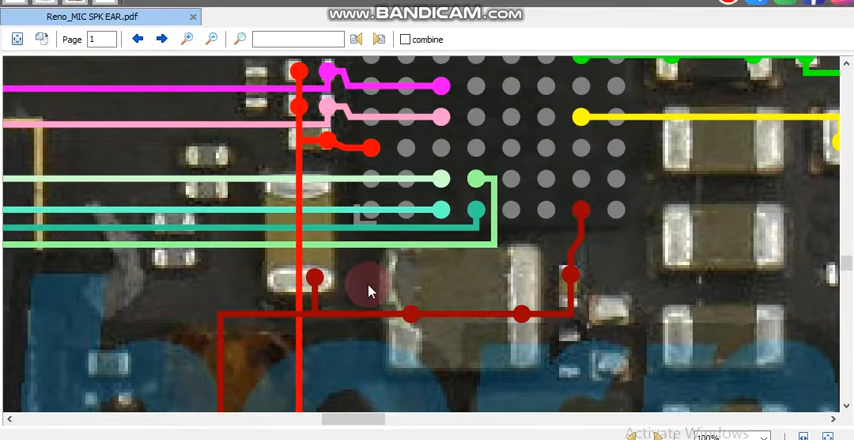 www.BANDICAM.com
Reno_MIC SPK EAR.pdf
Page 1
combine
Activate Windows
100%